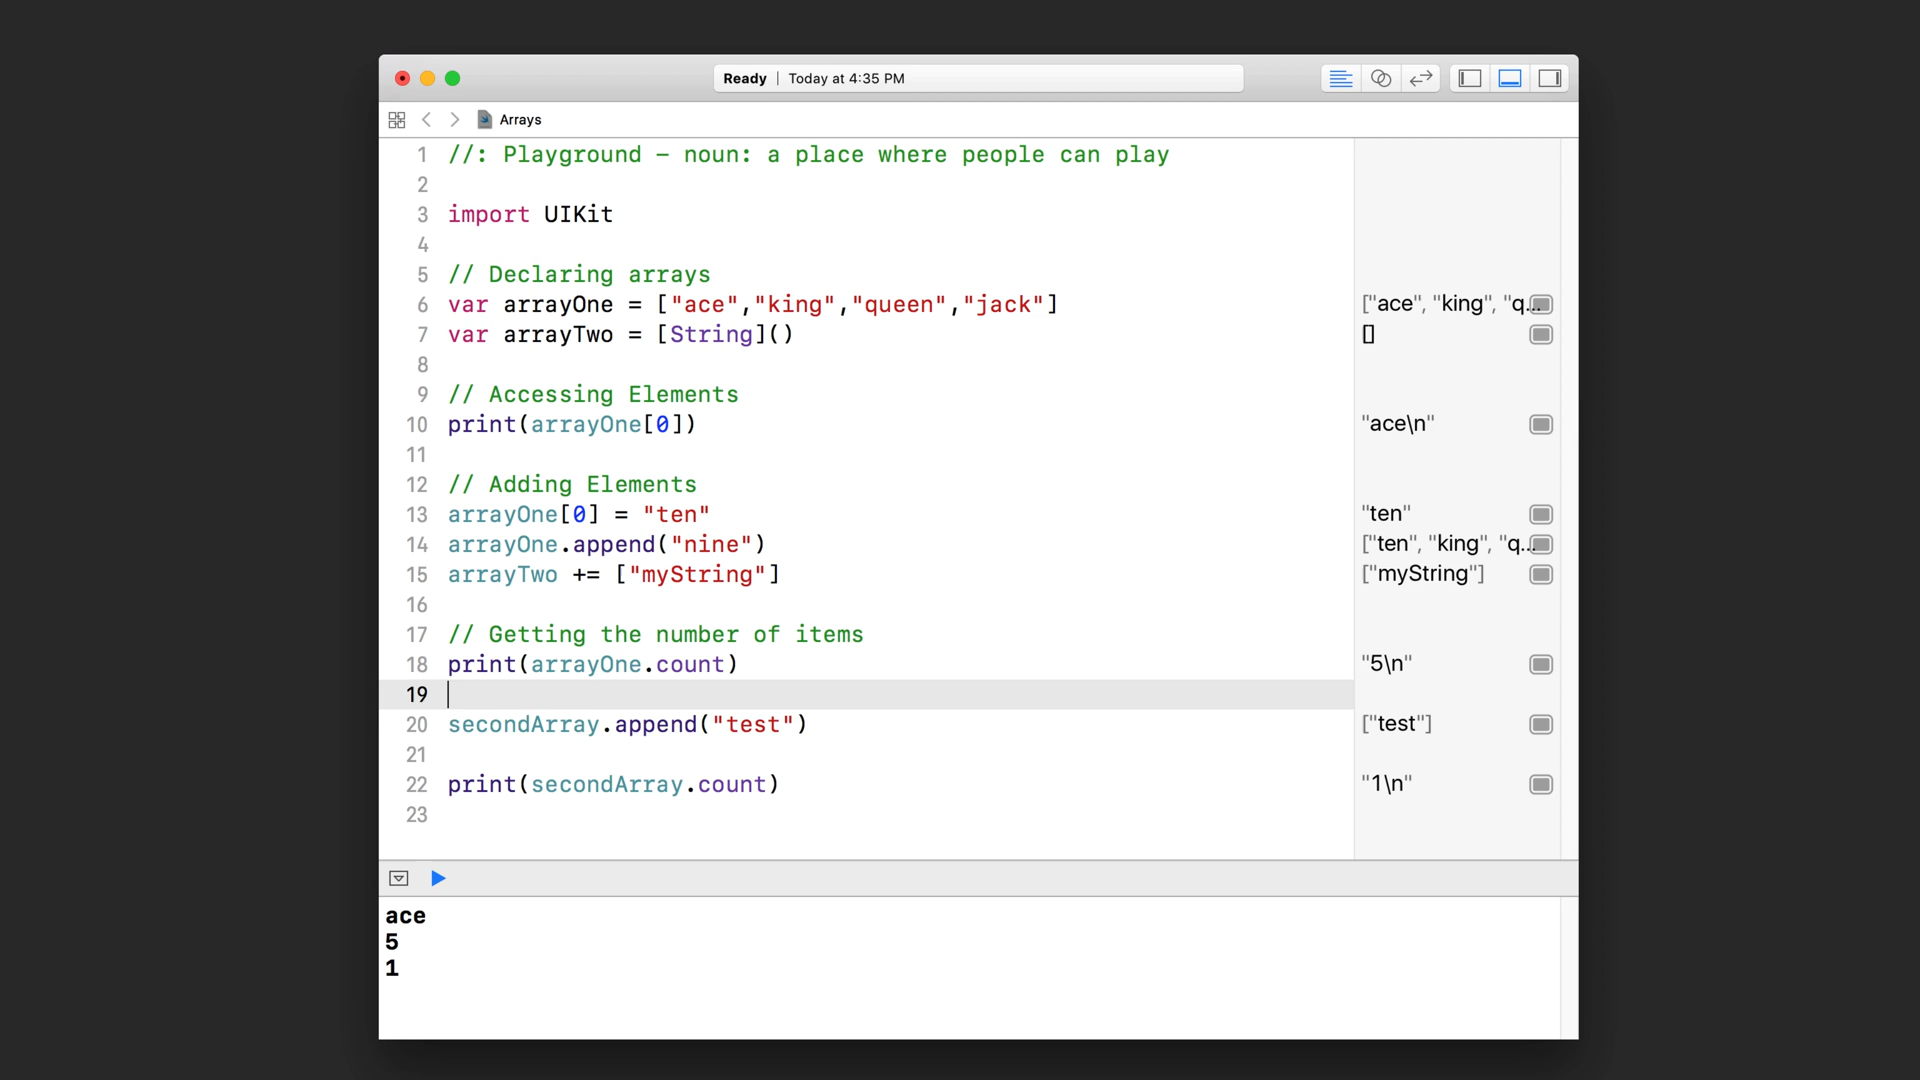 Ready | Today at 4:35 PM
Arrays
1 //: Playground – noun: a place where people can play
2
3 import UIKit
4
5 // Declaring arrays
6 var arrayOne = ["ace","king","queen","jack"] ["ace", "king", "q...
7 var arrayTwo = [String]() []
8
9 // Accessing Elements
10 print(arrayOne[0]) "ace\n"
11
12 // Adding Elements
13 arrayOne[0] = "ten" "ten"
14 arrayOne.append("nine") ["ten", "king", "q...
15 arrayTwo += ["myString"] ["myString"]
16
17 // Getting the number of items
18 print(arrayOne.count) "5\n"
19
20 secondArray.append("test") ["test"]
21
22 print(secondArray.count) "1\n"
23
ace
5
1